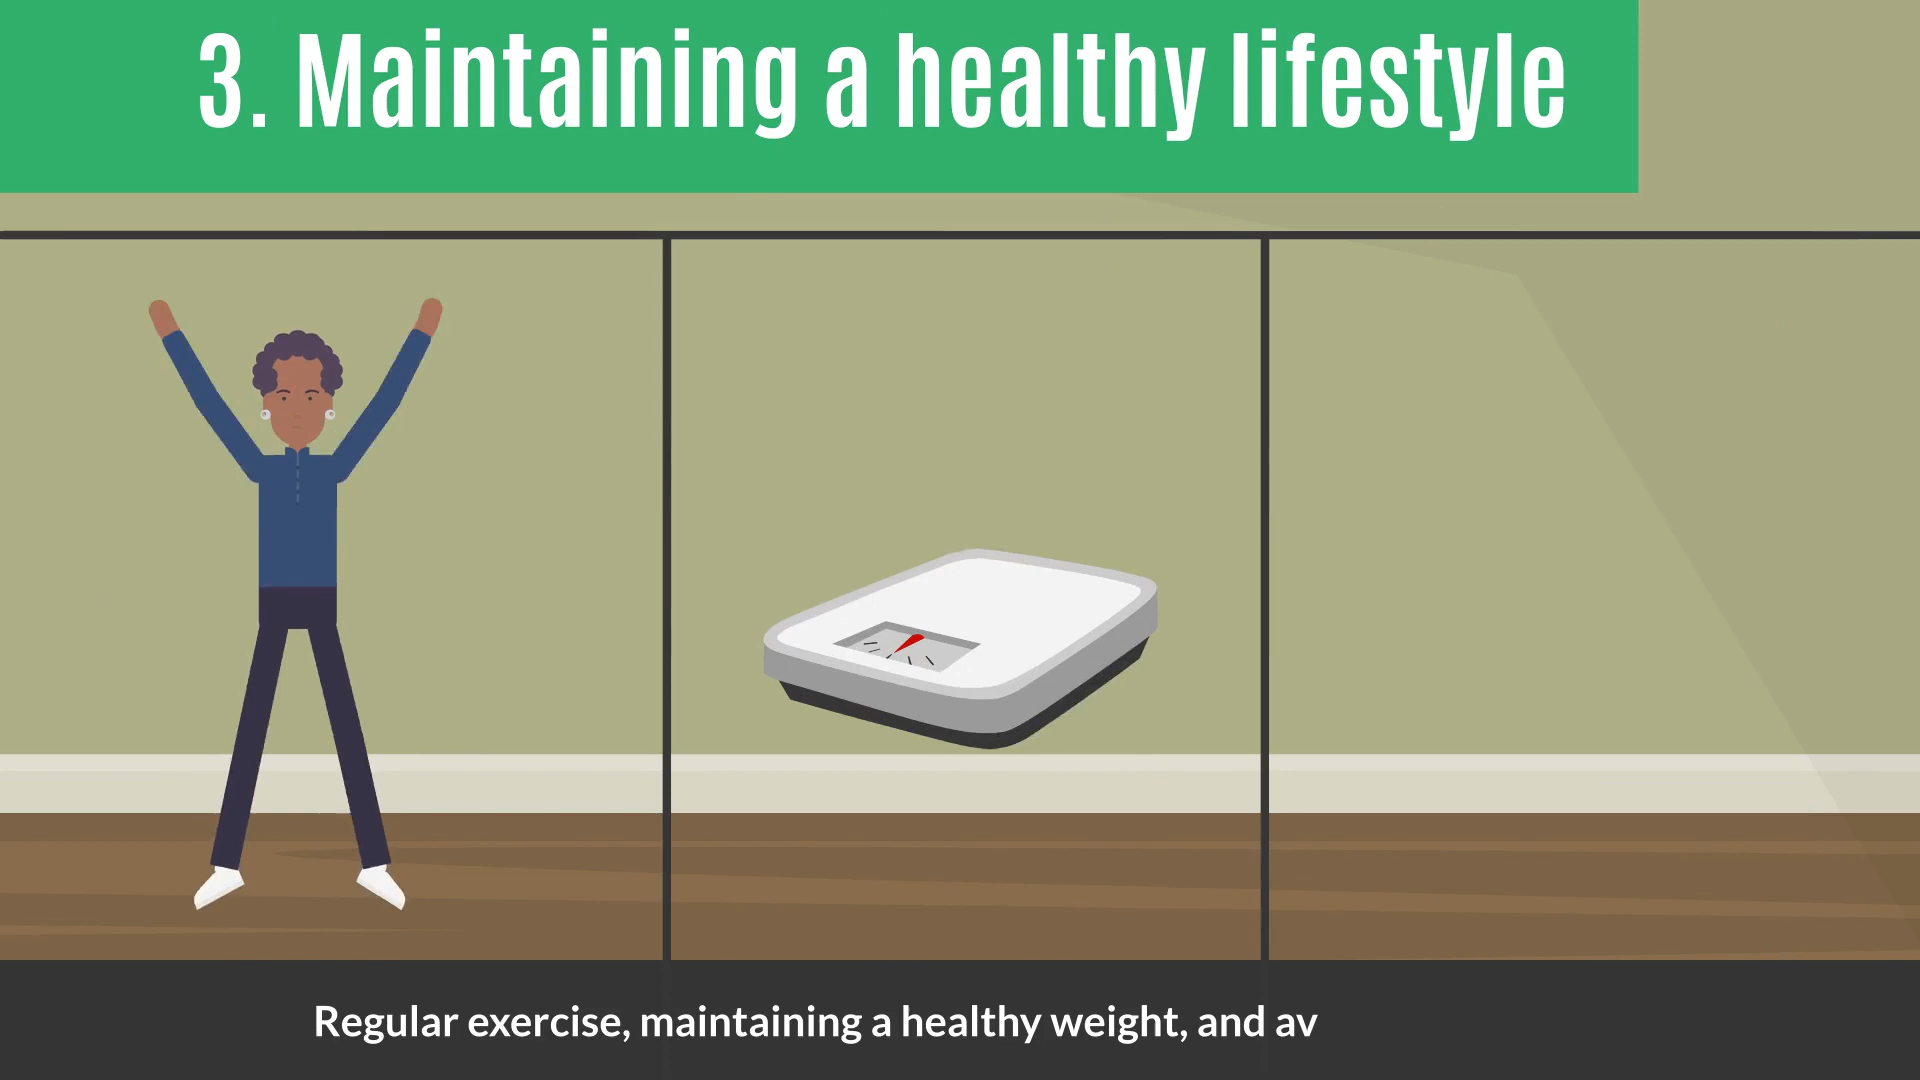 3. Maintaining a healthy lifestyle
Regular exercise, maintaining a healthy weight, and av